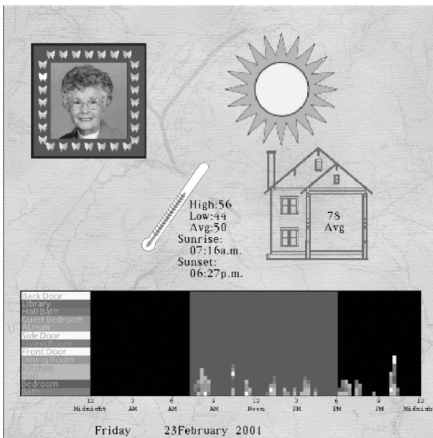 High:56
Low:44
Avg:50
Sunrise:
07:16a.m.
Sunset:
06:27p.m.
78
Avg
Back Door
Library
Hall Bath
Guest Bedroom
Atrium
Side Door
Front Door
Dining Room
Kitchen
Bedroom
Bath
12 3 6 9 12 3 6 9 12
Midnight AM AM AM Noon PM PM PM Midnight
Friday 23February 2001